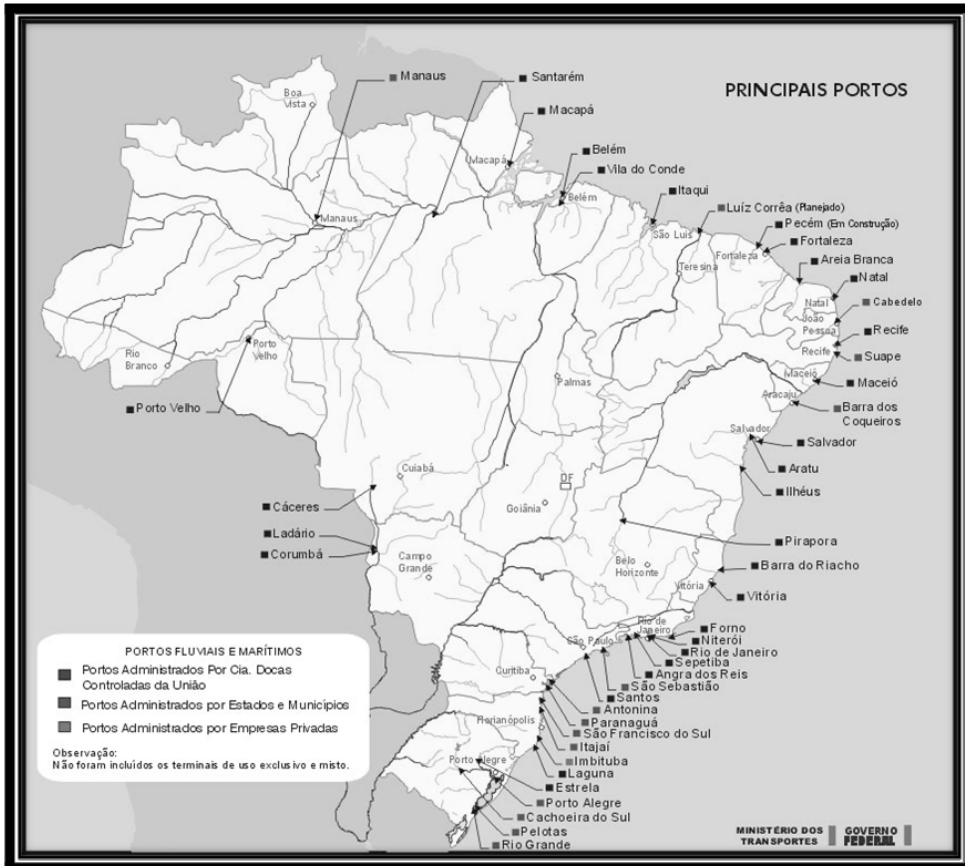 PRINCIPAIS PORTOS
Manaus
Santarém
Macapá
Belém
Vila do Conde
Itaqui
Luíz Corrêa (Planejado)
Pecém (Em Construção)
Fortaleza
Areia Branca
Natal
Cabedelo
Recife
Suape
Maceió
Barra dos
Coqueiros
Salvador
Aratu
Ilhéus
Pirapora
Barra do Riacho
Vitória
Forno
Niterói
Rio de Janeiro
Sepetiba
Angra dos Reis
São Sebastião
Santos
Antonina
Paranaguá
São Francisco do Sul
Itajaí
Imbituba
Laguna
Estrela
Porto Alegre
Cachoeira do Sul
Pelotas
Rio Grande
Porto Velho
Cáceres
Ladário
Corumbá
Boa
Vista
Manaus
Macapá
Belém
São Luís
Teresina
Fortaleza
Natal
João
Pessoa
Recife
Maceió
Aracaju
Salvador
Porto
Velho
Rio
Branco
Palmas
Cuiabá
DF
Goiânia
Campo
Grande
Belo
Horizonte
Vitória
Rio de
Janeiro
São Paulo
Curitiba
Florianópolis
Porto Alegre
PORTOS FLUVIAIS E MARÍTIMOS
Portos Administrados Por Cia. Docas
Controladas da União
Portos Administrados por Estados e Municípios
Portos Administrados por Empresas Privadas
Observação:
Não foram incluídos os terminais de uso exclusivo e misto.
MINISTÉRIO DOS
TRANSPORTES
GOVERNO
FEDERAL